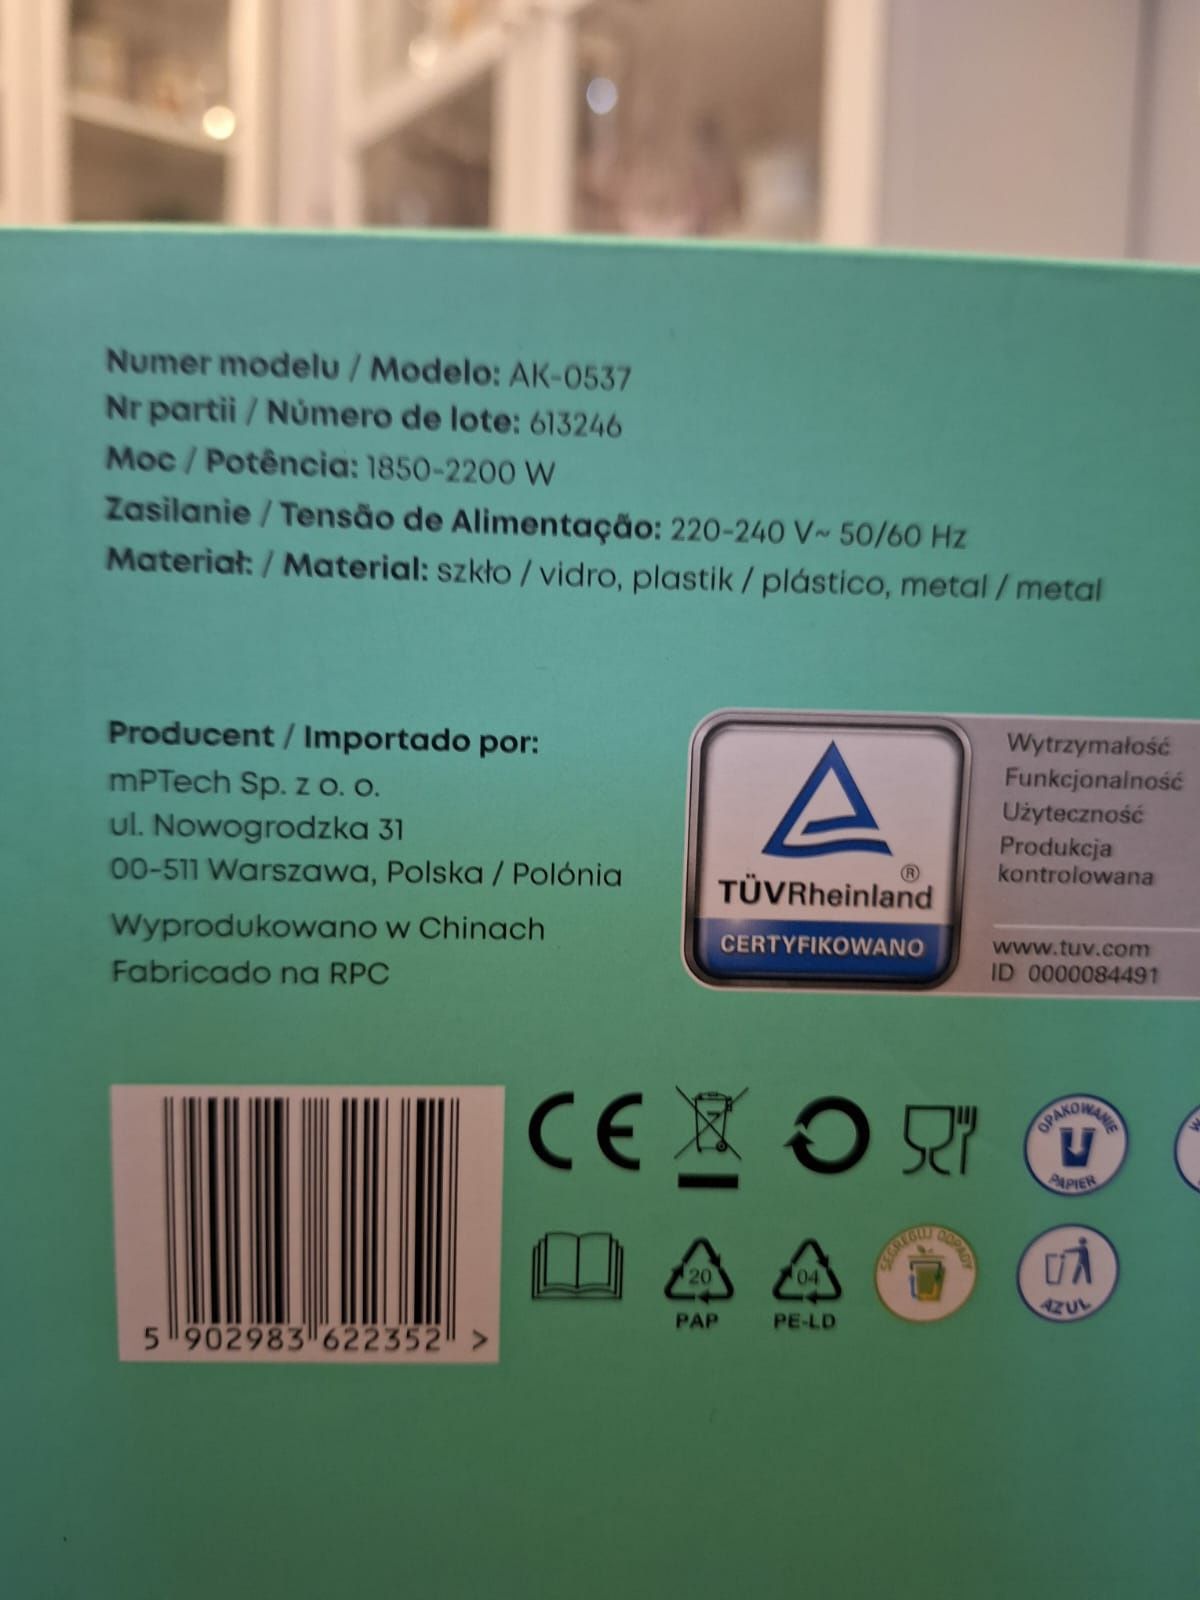 Numer modelu / Modelo: AK-0537
Nr partii / Número de lote: 613246
Moc / Potência: 1850-2200 W
Zasilanie / Tensão de Alimentação: 220-240 V~ 50/60 Hz
Materiał: / Material: szkło / vidro, plastik / plástico, metal / metal
Producent / Importado por:
mPTech Sp. z o. o.
ul. Nowogrodzka 31
00-511 Warszawa, Polska / Polónia
Wyprodukowano w Chinach
Fabricado na RPC
TÜVRheinland ®
CERTYFIKOWANO
Wytrzymałość
Funkcjonalność
Użyteczność
Produkcja
kontrolowana
www.tuv.com
ID 0000084491
CE
OPAKOWANIE
PAPIER
5 902983 622352 >
20
PAP
04
PE-LD
SEGREGUJ ODPADY
AZUL